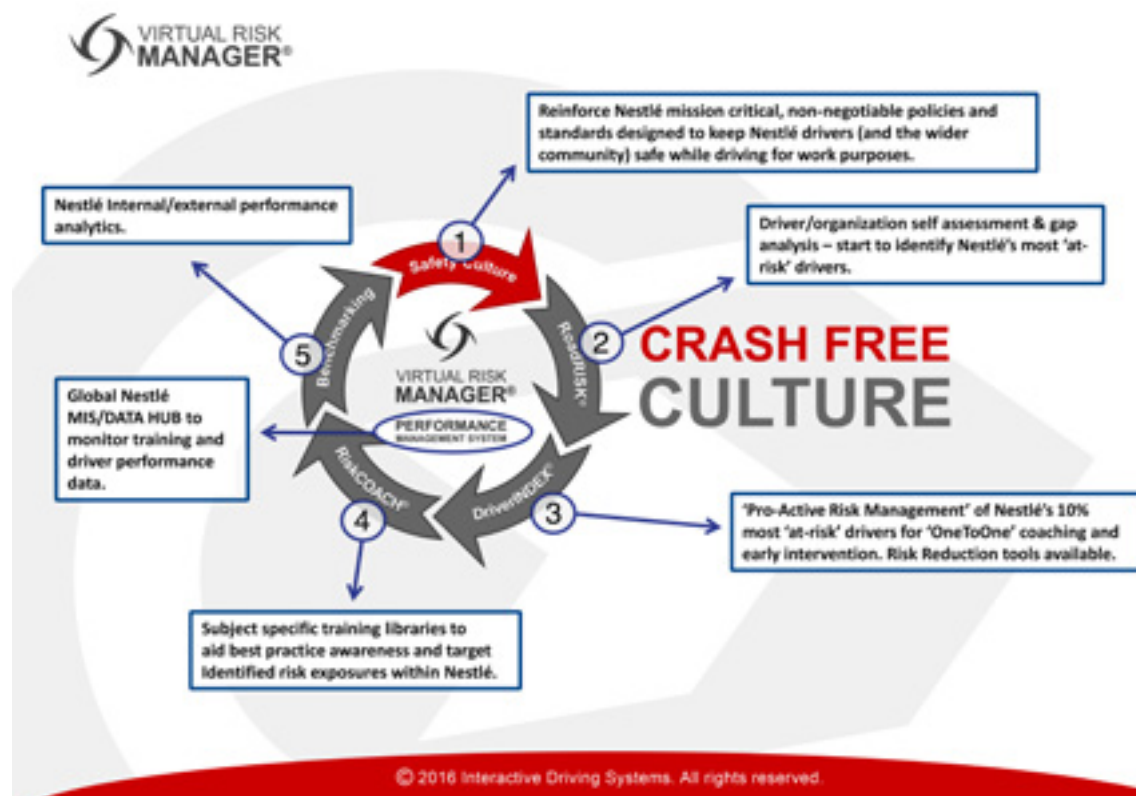 VIRTUAL RISK
MANAGER®
Reinforce Nestlé mission critical, non-negotiable policies and
standards designed to keep Nestlé drivers (and the wider
community) safe while driving for work purposes.
Nestlé Internal/external performance
analytics.
Driver/organization self assessment & gap
analysis – start to identify Nestlé's most 'at-
risk' drivers.
1
Safety Culture
2
RoadRISK®
3
DriverINDEX®
4
RiskCOACH®
5
Benchmarking
VIRTUAL RISK
MANAGER®
PERFORMANCE
MANAGEMENT SYSTEM
CRASH FREE
CULTURE
Global Nestlé
MIS/DATA HUB to
monitor training and
driver performance
data.
'Pro-Active Risk Management' of Nestlé's 10%
most 'at-risk' drivers for 'OneToOne' coaching and
early intervention. Risk Reduction tools available.
Subject specific training libraries to
aid best practice awareness and target
Identified risk exposures within Nestlé.
© 2016 Interactive Driving Systems. All rights reserved.